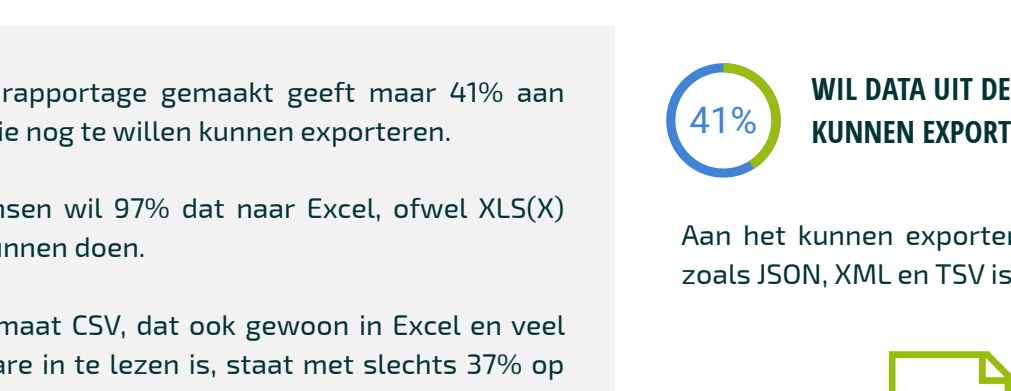 rapportage gemaakt geeft maar 41% aan
ie nog te willen kunnen exporteren.
nsen wil 97% dat naar Excel, ofwel XLS(X)
unnen doen.
maat CSV, dat ook gewoon in Excel en veel
are in te lezen is, staat met slechts 37% op
41%
WIL DATA UIT DE
KUNNEN EXPORT
Aan het kunnen exporter
zoals JSON, XML en TSV is